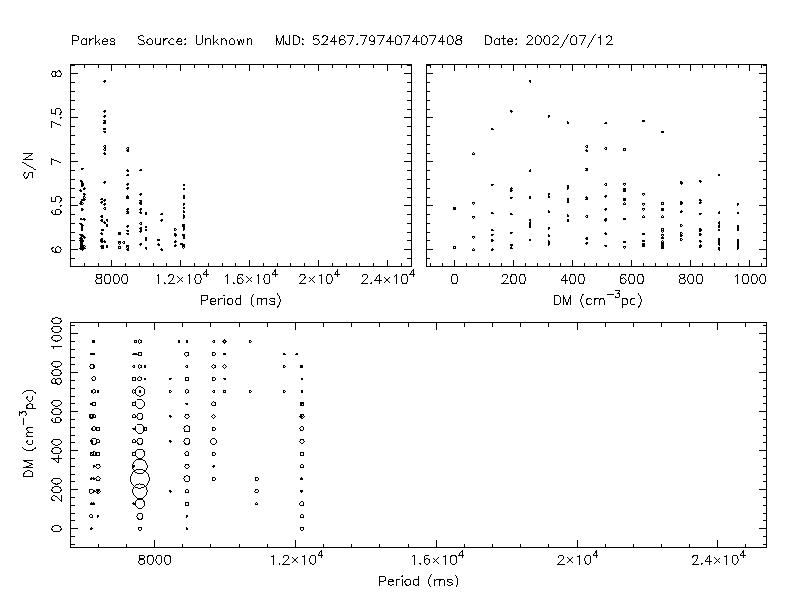 Parkes Source: Unknown MJD: 52467.797407407408 Date: 2002/07/12
S/N
8
7.5
7
6.5
6
8000 1.2×10⁴ 1.6×10⁴ 2×10⁴ 2.4×10⁴
Period (ms)
0 200 400 600 800 1000
DM (cm⁻³pc)
DM (cm⁻³pc)
1000
800
600
400
200
0
8000 1.2×10⁴ 1.6×10⁴ 2×10⁴ 2.4×10⁴
Period (ms)